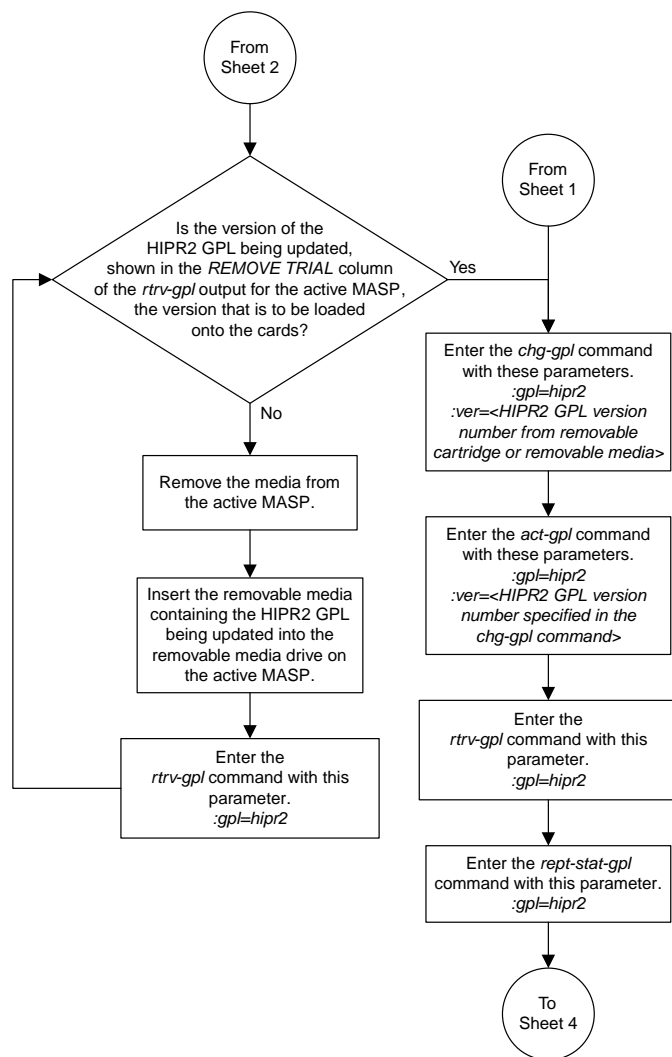 From
Sheet 2
Is the version of the
HIPR2 GPL being updated,
shown in the REMOVE TRIAL column
of the rtrv-gpl output for the active MASP,
the version that is to be loaded
onto the cards?
Yes
No
Remove the media from
the active MASP.
Insert the removable media
containing the HIPR2 GPL
being updated into the
removable media drive on
the active MASP.
Enter the
rtrv-gpl command with this
parameter.
:gpl=hipr2
From
Sheet 1
Enter the chg-gpl command
with these parameters.
:gpl=hipr2
:ver=<HIPR2 GPL version
number from removable
cartridge or removable media>
Enter the act-gpl command
with these parameters.
:gpl=hipr2
:ver=<HIPR2 GPL version
number specified in the
chg-gpl command>
Enter the
rtrv-gpl command with this
parameter.
:gpl=hipr2
Enter the rept-stat-gpl
command with this parameter.
:gpl=hipr2
To
Sheet 4